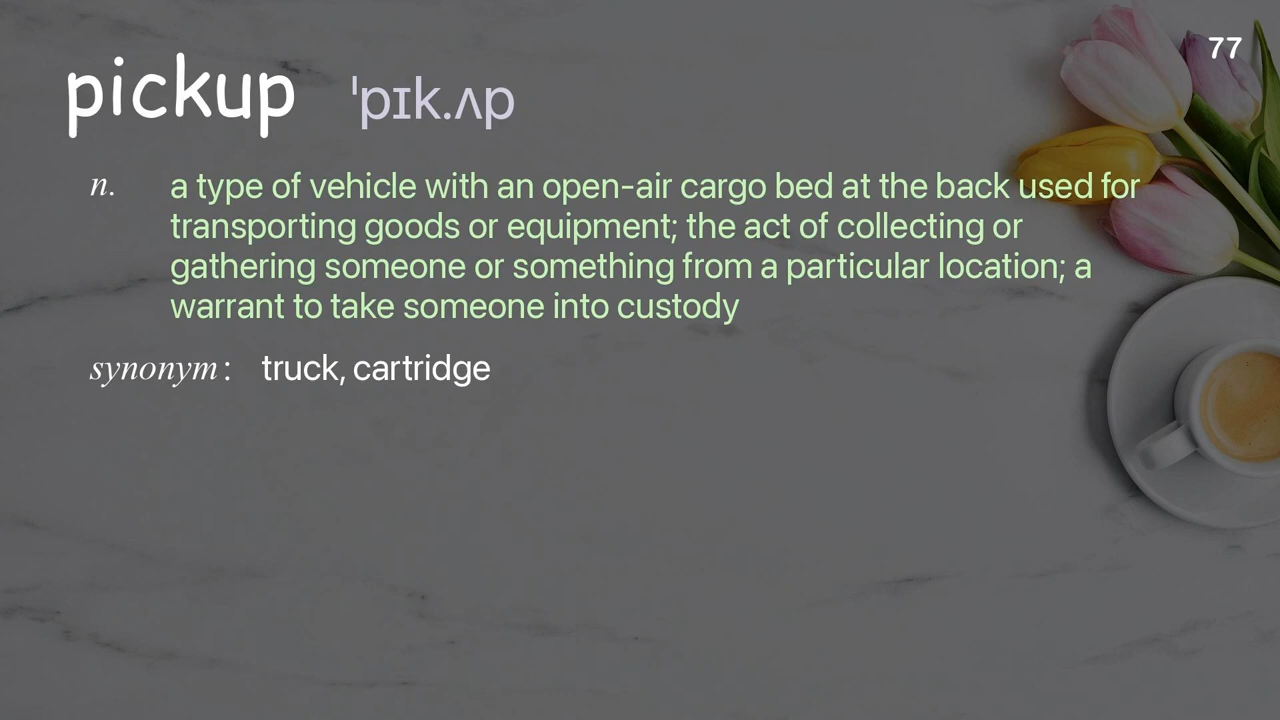 77
pickup ˈpɪk.ʌp
n. a type of vehicle with an open-air cargo bed at the back used for
transporting goods or equipment; the act of collecting or
gathering someone or something from a particular location; a
warrant to take someone into custody
synonym: truck, cartridge